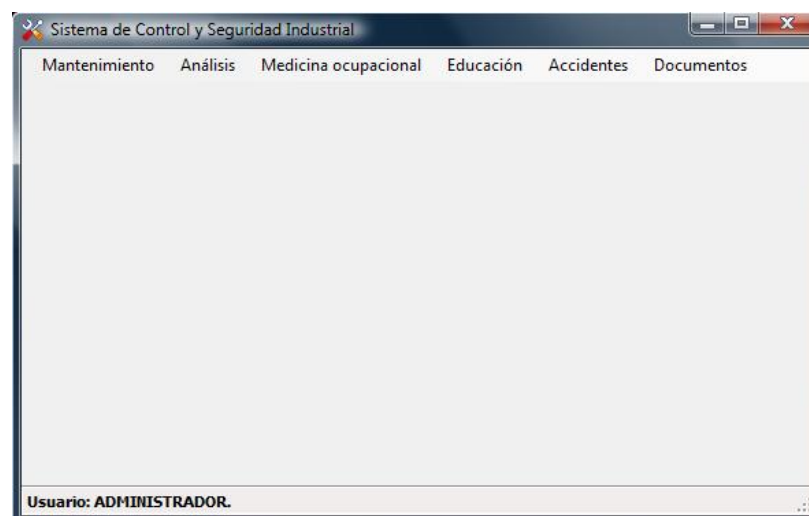 Sistema de Control y Seguridad Industrial
Mantenimiento Análisis Medicina ocupacional Educación Accidentes Documentos
Usuario: ADMINISTRADOR.